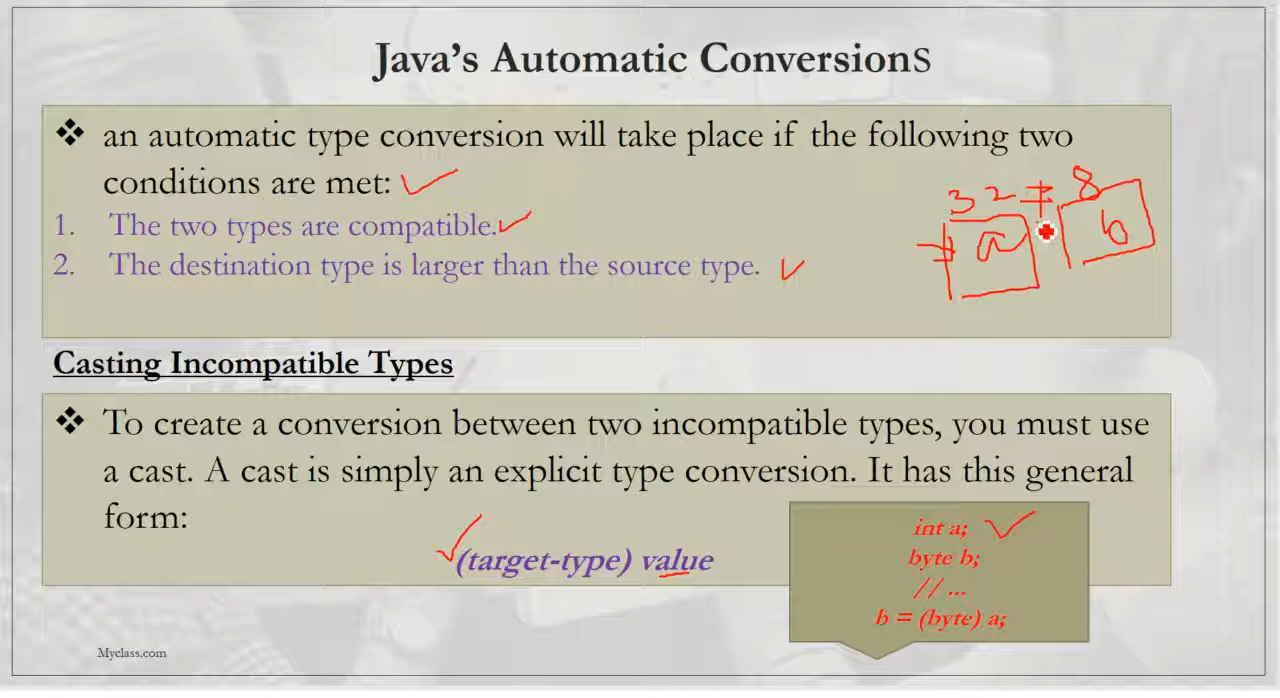 Java's Automatic Conversions
❖ an automatic type conversion will take place if the following two
conditions are met:
1. The two types are compatible.
2. The destination type is larger than the source type.
32 ≠ 8
a b
Casting Incompatible Types
❖ To create a conversion between two incompatible types, you must use
a cast. A cast is simply an explicit type conversion. It has this general
form:
(target-type) value
int a;
byte b;
// ...
b = (byte) a;
Myclass.com